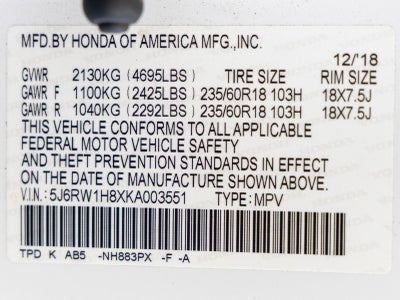 MFD.BY HONDA OF AMERICA MFG.,INC.
12/'18
GVWR 2130KG (4695LBS) TIRE SIZE RIM SIZE
GAWR F 1100KG (2425LBS) 235/60R18 103H 18X7.5J
GAWR R 1040KG (2292LBS) 235/60R18 103H 18X7.5J
THIS VEHICLE CONFORMS TO ALL APPLICABLE
FEDERAL MOTOR VEHICLE SAFETY
AND THEFT PREVENTION STANDARDS IN EFFECT
ON THE DATE OF MANUFACTURE SHOWN ABOVE.
V.I.N.: 5J6RW1H8XKA003551 TYPE: MPV
TPD K AB5 -NH883PX -F -A